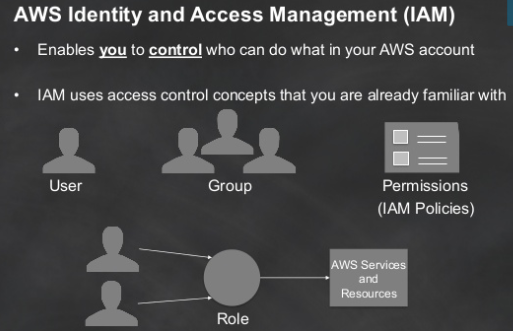 AWS Identity and Access Management (IAM)
• Enables you to control who can do what in your AWS account
• IAM uses access control concepts that you are already familiar with
User
Group
Permissions
(IAM Policies)
AWS Services
and
Resources
Role